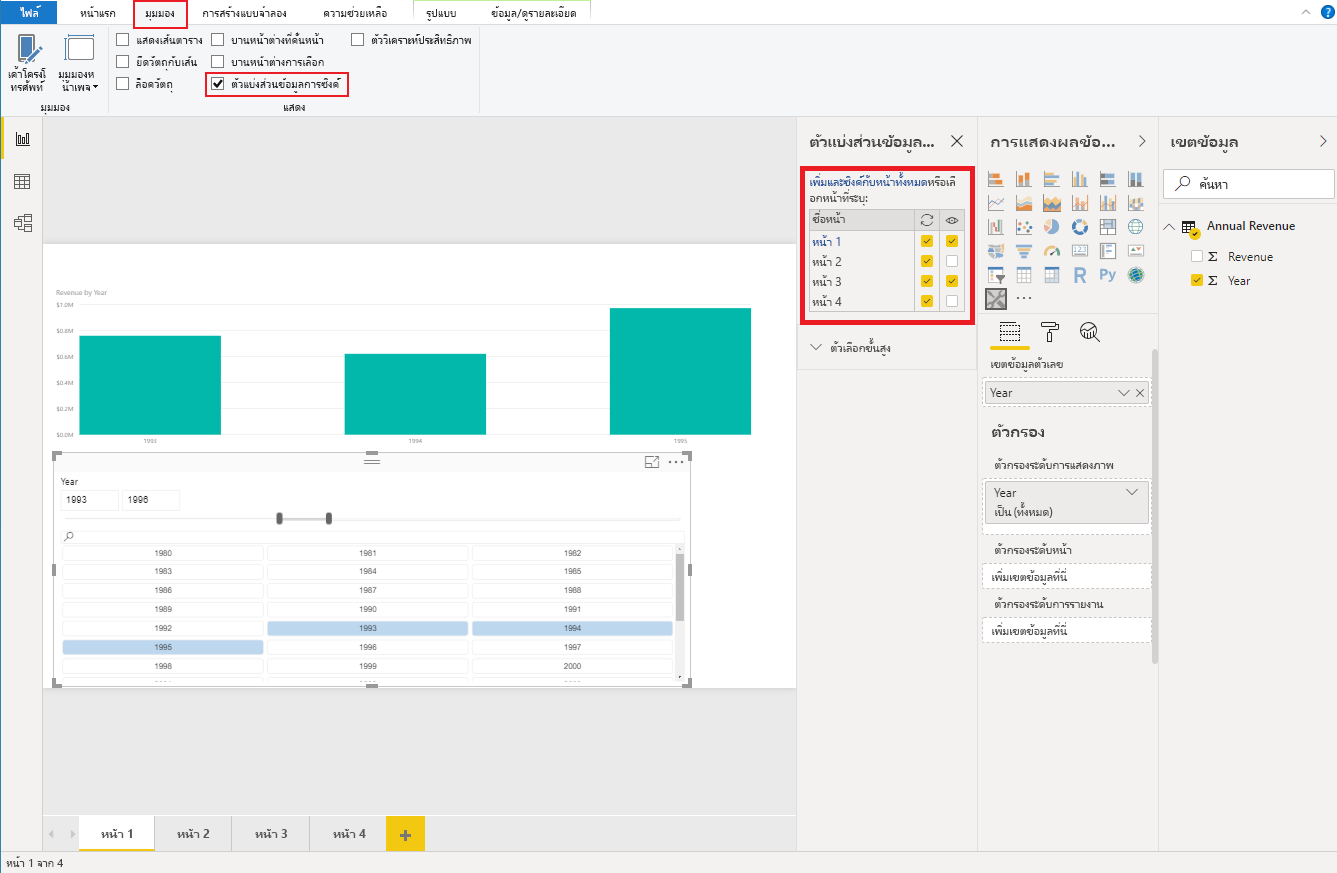 ไฟล์
หน้าแรก
มุมมอง
การสร้างแบบจำลอง
ความช่วยเหลือ
รูปแบบ
ข้อมูล/ดูรายละเอียด
เค้าโครงโ
ทรศัพท์
มุมมองห
น้าเพจ
แสดงเส้นตาราง
ยึดวัตถุกับเส้น
ล็อควัตถุ
บานหน้าต่างที่คั่นหน้า
บานหน้าต่างการเลือก
ตัวแบ่งส่วนข้อมูลการซิงค์
ตัววิเคราะห์ประสิทธิภาพ
มุมมอง
แสดง
Revenue by Year
$1.0M
$0.8M
$0.6M
$0.4M
$0.2M
$0.0M
1993
1994
1995
Year
1993
1996
1980
1981
1982
1983
1984
1985
1986
1987
1988
1989
1990
1991
1992
1993
1994
1995
1996
1997
1998
1999
2000
ตัวแบ่งส่วนข้อมูล...
เพิ่มและซิงค์กับหน้าทั้งหมดหรือเลื
อกหน้าที่ระบุ:
ชื่อหน้า
หน้า 1
หน้า 2
หน้า 3
หน้า 4
ตัวเลือกขั้นสูง
การแสดงผลข้อ...
123
R
Py
...
เขตข้อมูลตัวเลข
Year
ตัวกรอง
ตัวกรองระดับการแสดงภาพ
Year
เป็น (ทั้งหมด)
ตัวกรองระดับหน้า
เพิ่มเขตข้อมูลที่นี่
ตัวกรองระดับการรายงาน
เพิ่มเขตข้อมูลที่นี่
เขตข้อมูล
ค้นหา
Annual Revenue
Revenue
Year
หน้า 1
หน้า 2
หน้า 3
หน้า 4
หน้า 1 จาก 4